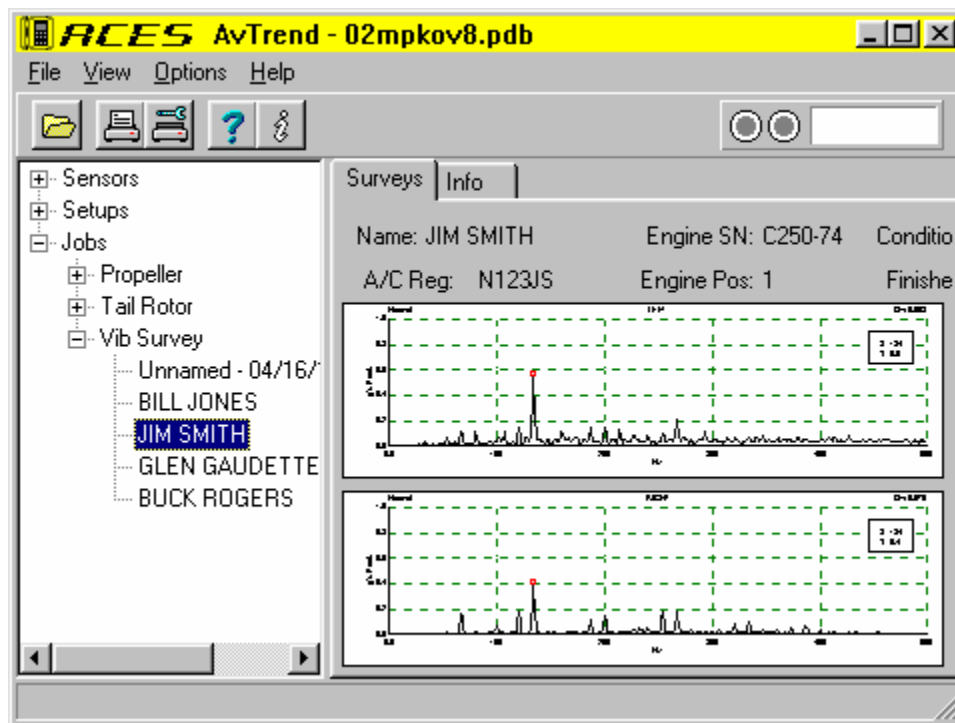 ACES AvTrend - 02mpkov8.pdb
File View Options Help
Sensors
Setups
Jobs
Propeller
Tail Rotor
Vib Survey
Unnamed - 04/16/
BILL JONES
JIM SMITH
GLEN GAUDETTE
BUCK ROGERS
Surveys Info
Name: JIM SMITH Engine SN: C250-74 Conditio
A/C Reg: N123JS Engine Pos: 1 Finishe